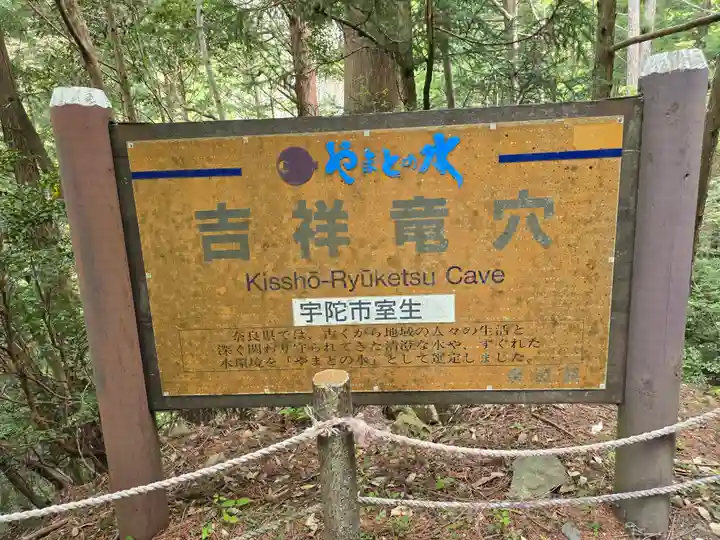 やまとの水
吉祥竜穴
Kisshō-Ryūketsu Cave
宇陀市室生
奈良県では、古くから地域の人々の生活と
深く関わり守られてきた清澄な水や、すぐれた
水環境を「やまとの水」として選定しました。
奈良県